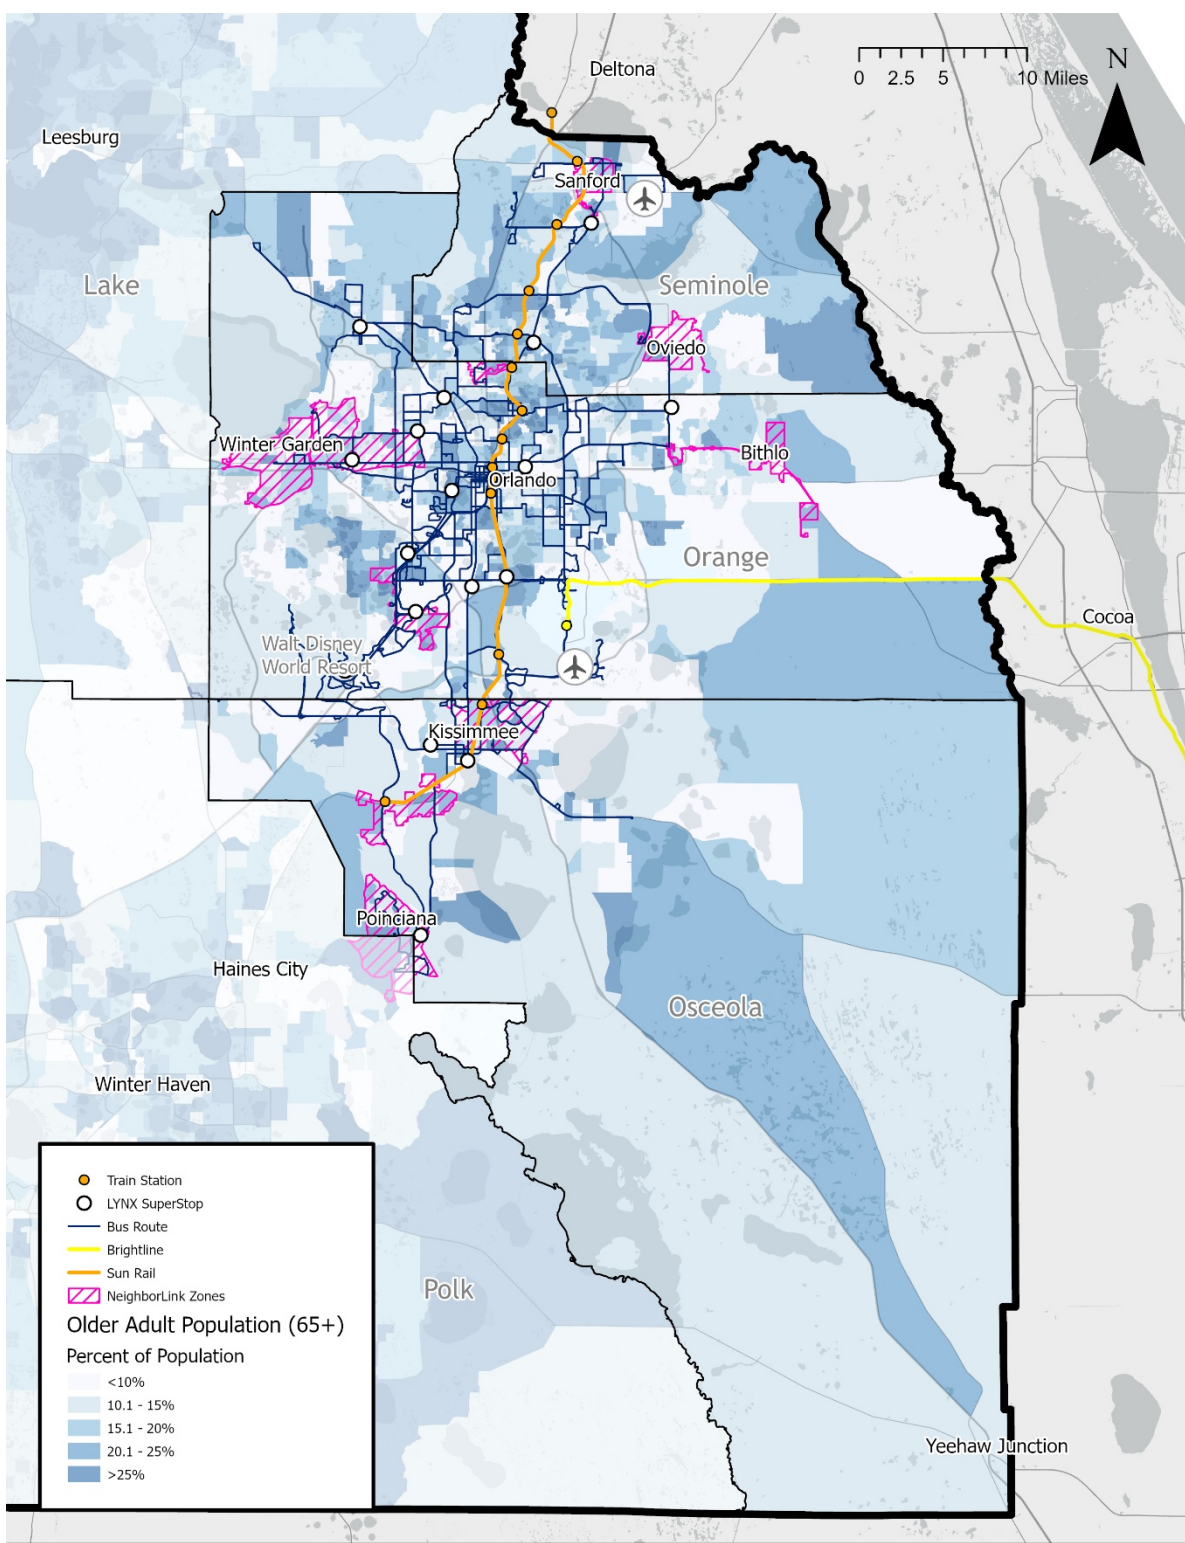 Deltona
0 2.5 5 10 Miles
N
Leesburg
Sanford
Lake
Seminole
Oviedo
Winter Garden
Bithlo
Orlando
Orange
Cocoa
Walt Disney
World Resort
Kissimmee
Poinciana
Haines City
Osceola
Winter Haven
Polk
Yeehaw Junction
Train Station
LYNX SuperStop
Bus Route
Brightline
Sun Rail
NeighborLink Zones
Older Adult Population (65+)
Percent of Population
<10%
10.1 - 15%
15.1 - 20%
20.1 - 25%
>25%